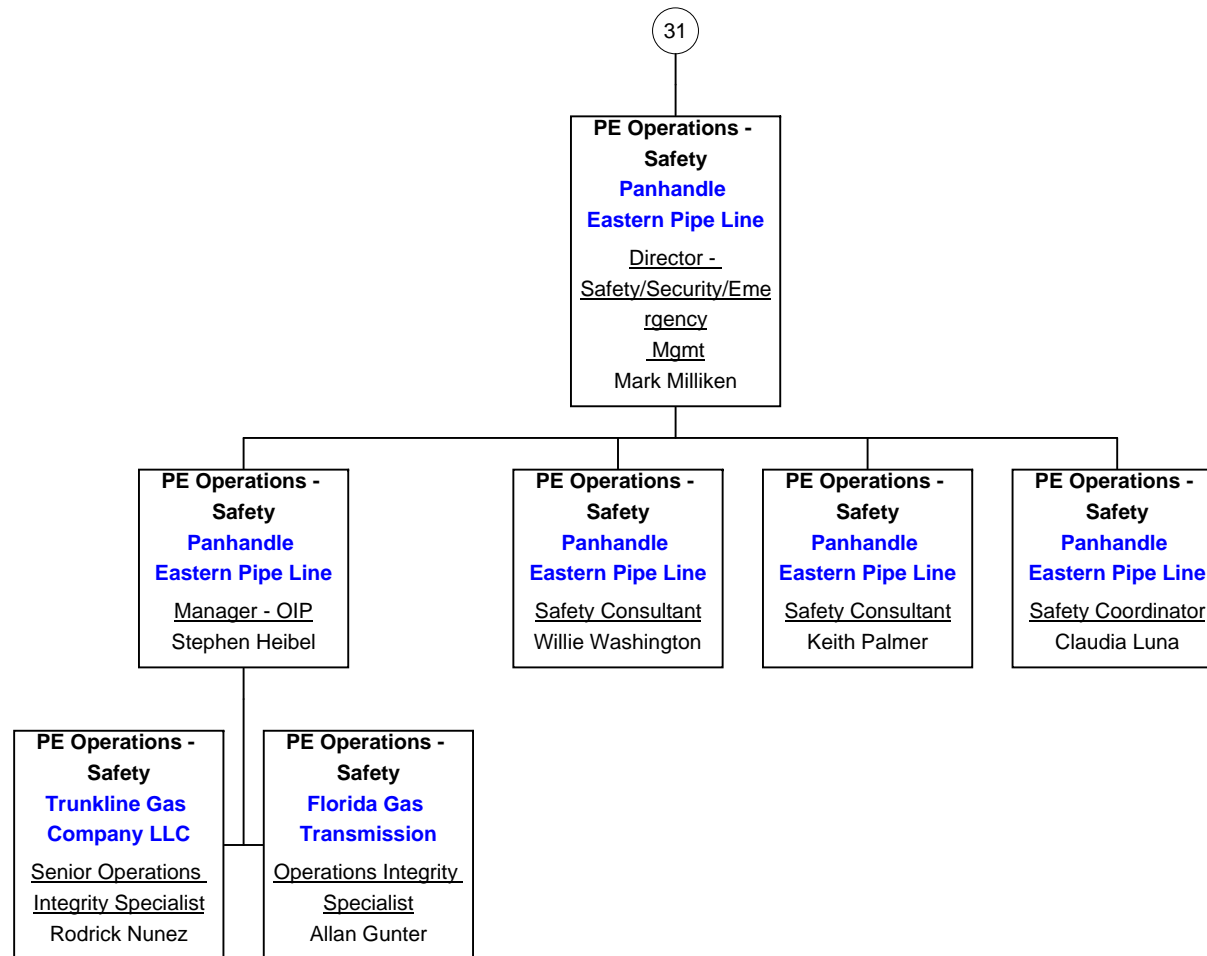 31
PE Operations -
Safety
Panhandle
Eastern Pipe Line
Director -
Safety/Security/Eme
rgency
Mgmt
Mark Milliken
PE Operations -
Safety
Panhandle
Eastern Pipe Line
Manager - OIP
Stephen Heibel
PE Operations -
Safety
Panhandle
Eastern Pipe Line
Safety Consultant
Willie Washington
PE Operations -
Safety
Panhandle
Eastern Pipe Line
Safety Consultant
Keith Palmer
PE Operations -
Safety
Panhandle
Eastern Pipe Line
Safety Coordinator
Claudia Luna
PE Operations -
Safety
Trunkline Gas
Company LLC
Senior Operations
Integrity Specialist
Rodrick Nunez
PE Operations -
Safety
Florida Gas
Transmission
Operations Integrity
Specialist
Allan Gunter